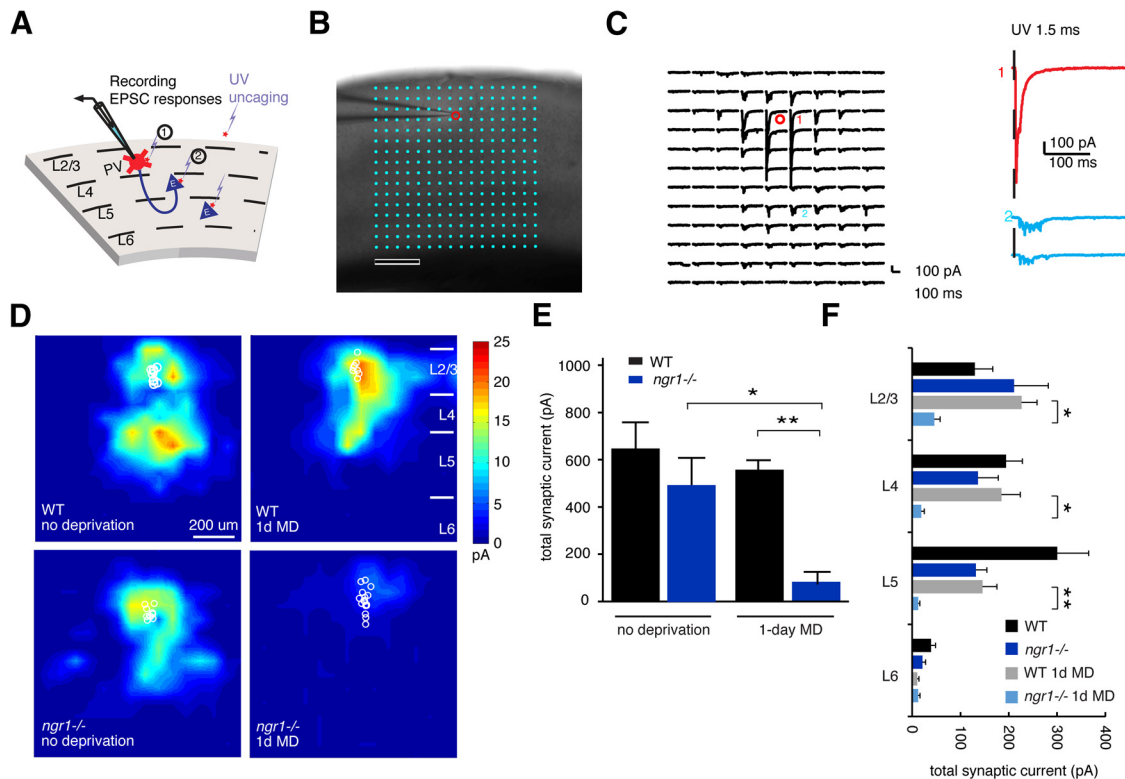 A
Recording
EPSC responses
UV
uncaging
1
2
PV
E
E
L2/3
L4
L5
L6
B
C
1
2
100 pA
100 ms
UV 1.5 ms
1
100 pA
100 ms
2
D
WT
no deprivation
200 um
WT
1d MD
L2/3
L4
L5
L6
25
20
15
10
5
0
pA
ngr1-/-
no deprivation
ngr1-/-
1d MD
E
total synaptic current (pA)
1000
800
600
400
200
0
WT
ngr1-/-
*
**
no deprivation
1-day MD
F
L2/3
L4
L5
L6
*
*
**
WT
ngr1-/-
WT 1d MD
ngr1-/- 1d MD
0
100
200
300
400
total synaptic current (pA)